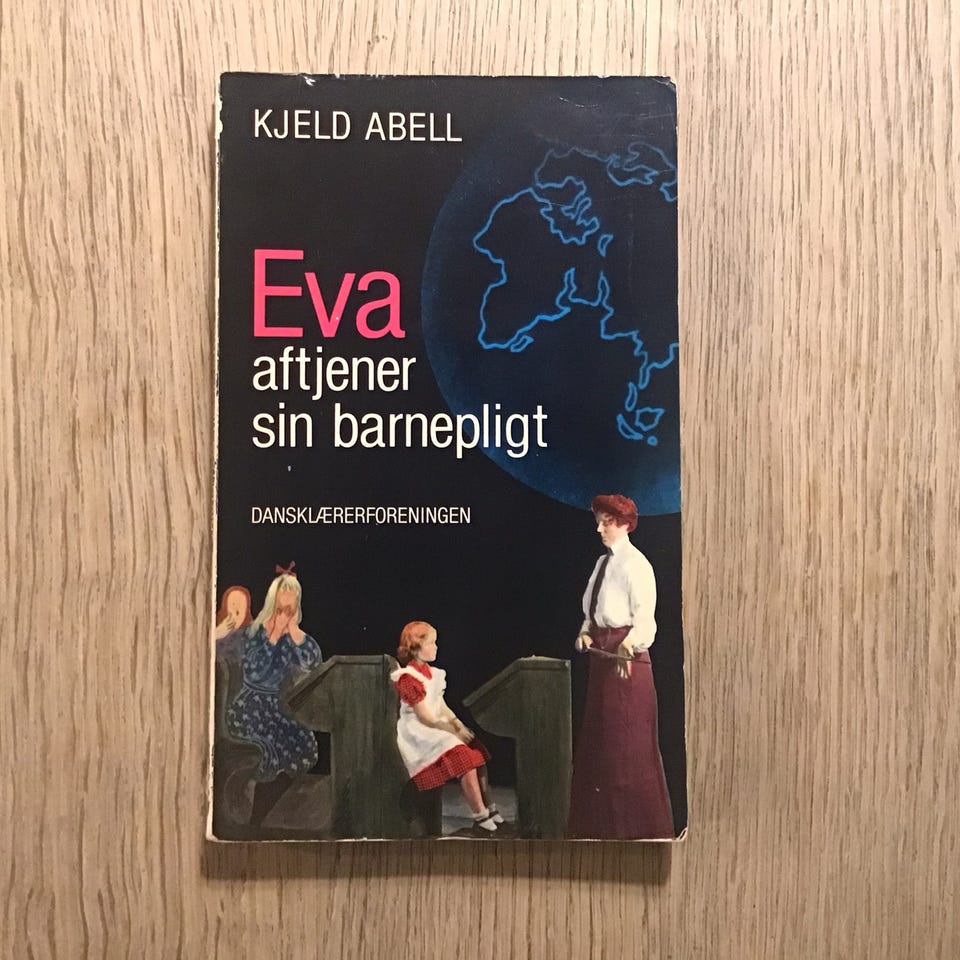 KJELD ABELL
Eva
aftjener
sin barnepligt
DANSKLÆRERFORENINGEN